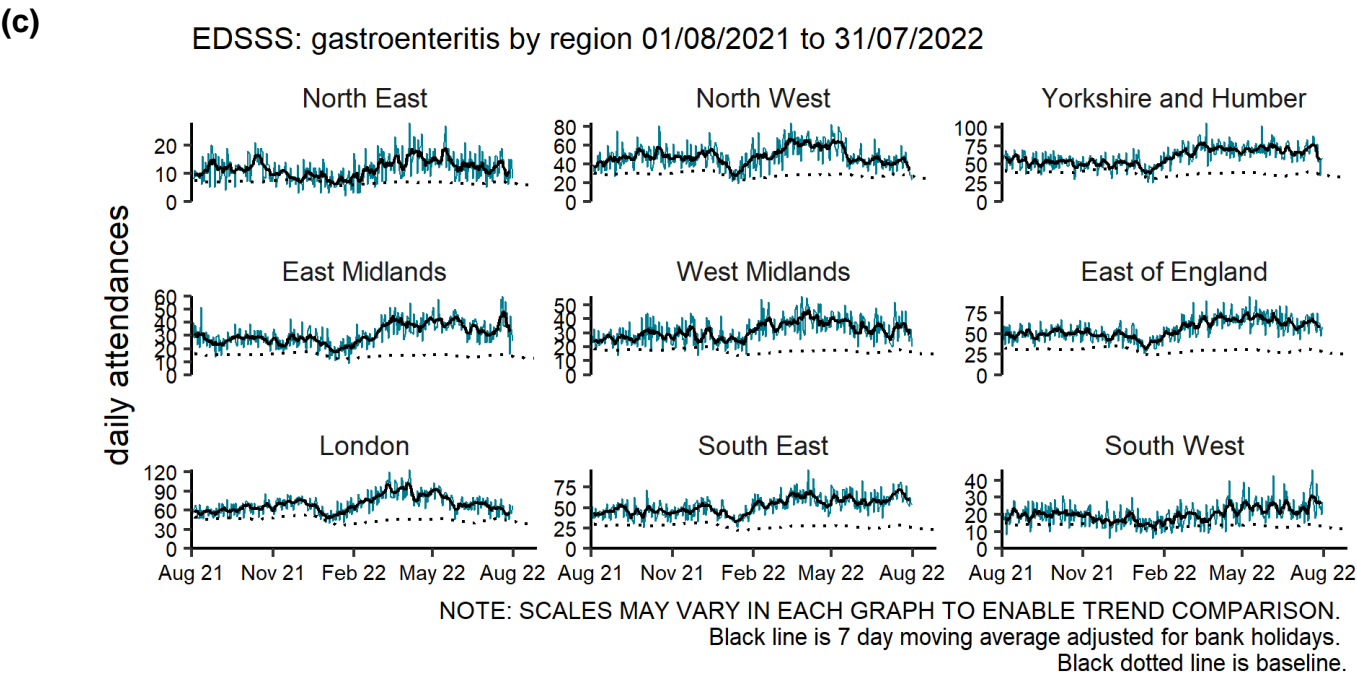 (c)
EDSSS: gastroenteritis by region 01/08/2021 to 31/07/2022
North East
20
10
0
North West
80
60
40
20
0
Yorkshire and Humber
100
75
50
25
0
daily attendances
East Midlands
60
50
40
30
20
10
0
West Midlands
50
40
30
20
10
0
East of England
75
50
25
0
London
120
90
60
30
0
South East
75
50
25
0
South West
40
30
20
10
0
Aug 21 Nov 21 Feb 22 May 22 Aug 22
Aug 21 Nov 21 Feb 22 May 22 Aug 22
Aug 21 Nov 21 Feb 22 May 22 Aug 22
NOTE: SCALES MAY VARY IN EACH GRAPH TO ENABLE TREND COMPARISON.
Black line is 7 day moving average adjusted for bank holidays.
Black dotted line is baseline.